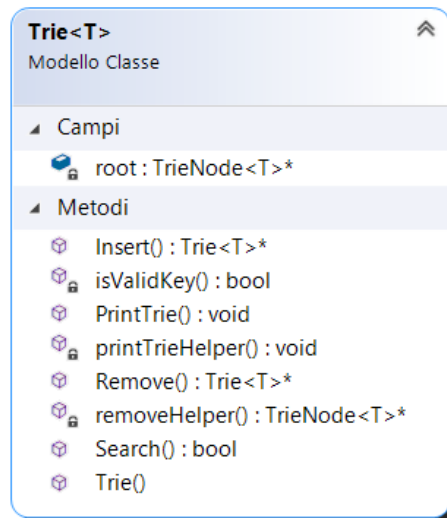 Trie<T>
Modello Classe
Campi
root : TrieNode<T>*
Metodi
Insert() : Trie<T>*
isValidKey() : bool
PrintTrie() : void
printTrieHelper() : void
Remove() : Trie<T>*
removeHelper() : TrieNode<T>*
Search() : bool
Trie()